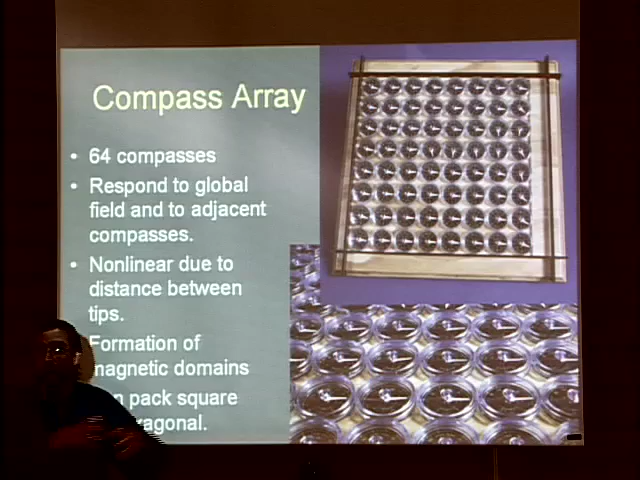 Compass Array
• 64 compasses
• Respond to global
field and to adjacent
compasses.
• Nonlinear due to
distance between
tips.
Formation of
magnetic domains
pack square